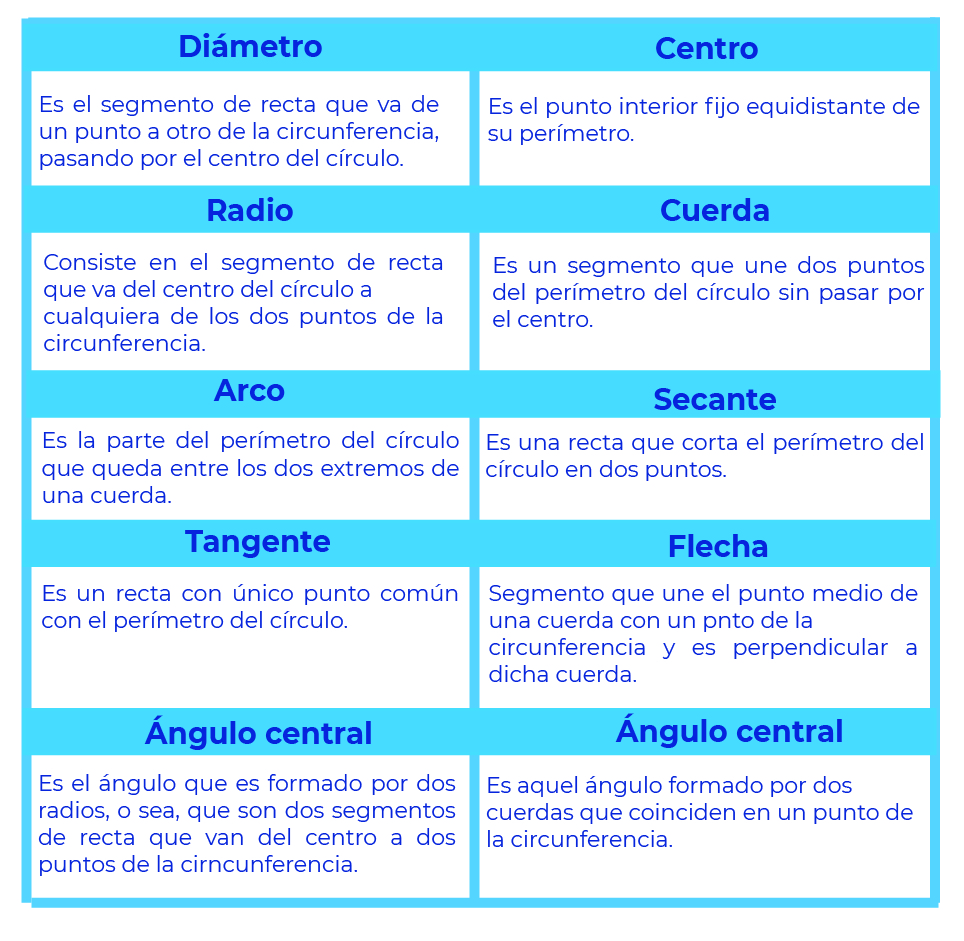 Diámetro
Es el segmento de recta que va de
un punto a otro de la circunferencia,
pasando por el centro del círculo.
Centro
Es el punto interior fijo equidistante de
su perímetro.
Radio
Consiste en el segmento de recta
que va del centro del círculo a
cualquiera de los dos puntos de la
circunferencia.
Cuerda
Es un segmento que une dos puntos
del perímetro del círculo sin pasar por
el centro.
Arco
Es la parte del perímetro del círculo
que queda entre los dos extremos de
una cuerda.
Secante
Es una recta que corta el perímetro del
círculo en dos puntos.
Tangente
Es un recta con único punto común
con el perímetro del círculo.
Flecha
Segmento que une el punto medio de
una cuerda con un pnto de la
circunferencia y es perpendicular a
dicha cuerda.
Ángulo central
Es el ángulo que es formado por dos
radios, o sea, que son dos segmentos
de recta que van del centro a dos
puntos de la cirncunferencia.
Ángulo central
Es aquel ángulo formado por dos
cuerdas que coinciden en un punto de
la circunferencia.